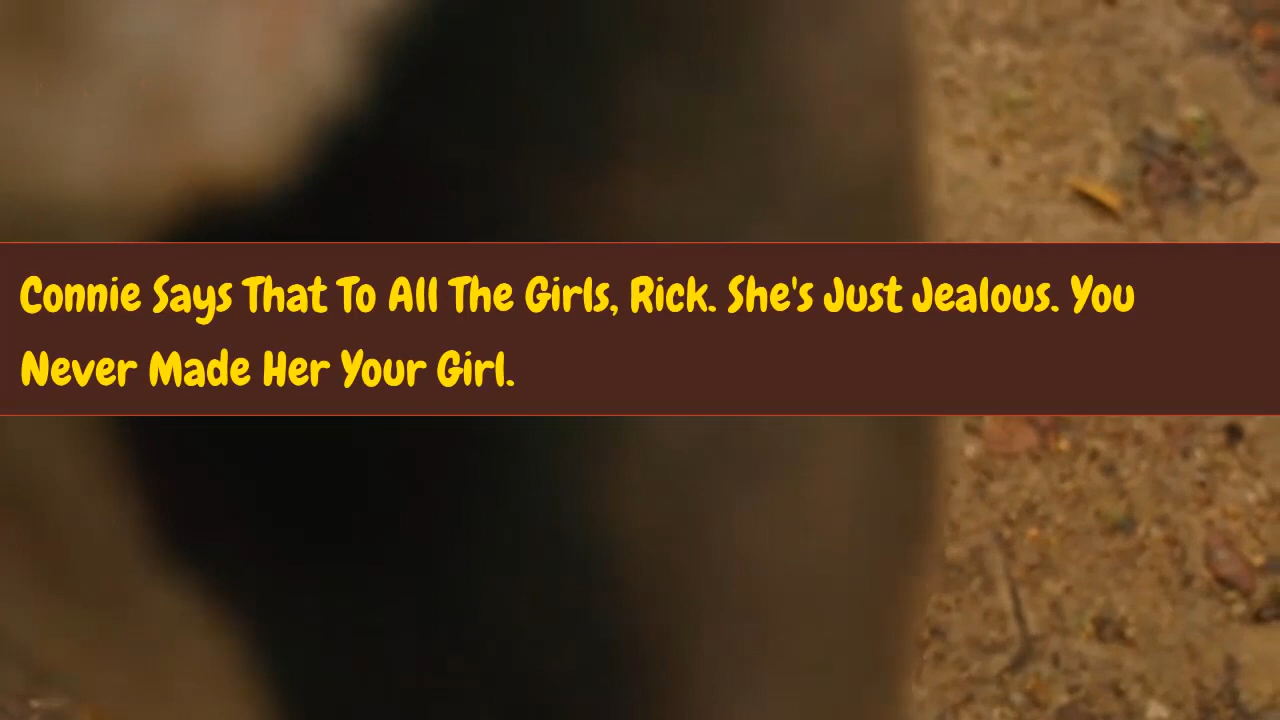 Connie Says That To All The Girls, Rick. She's Just Jealous. You
Never Made Her Your Girl.